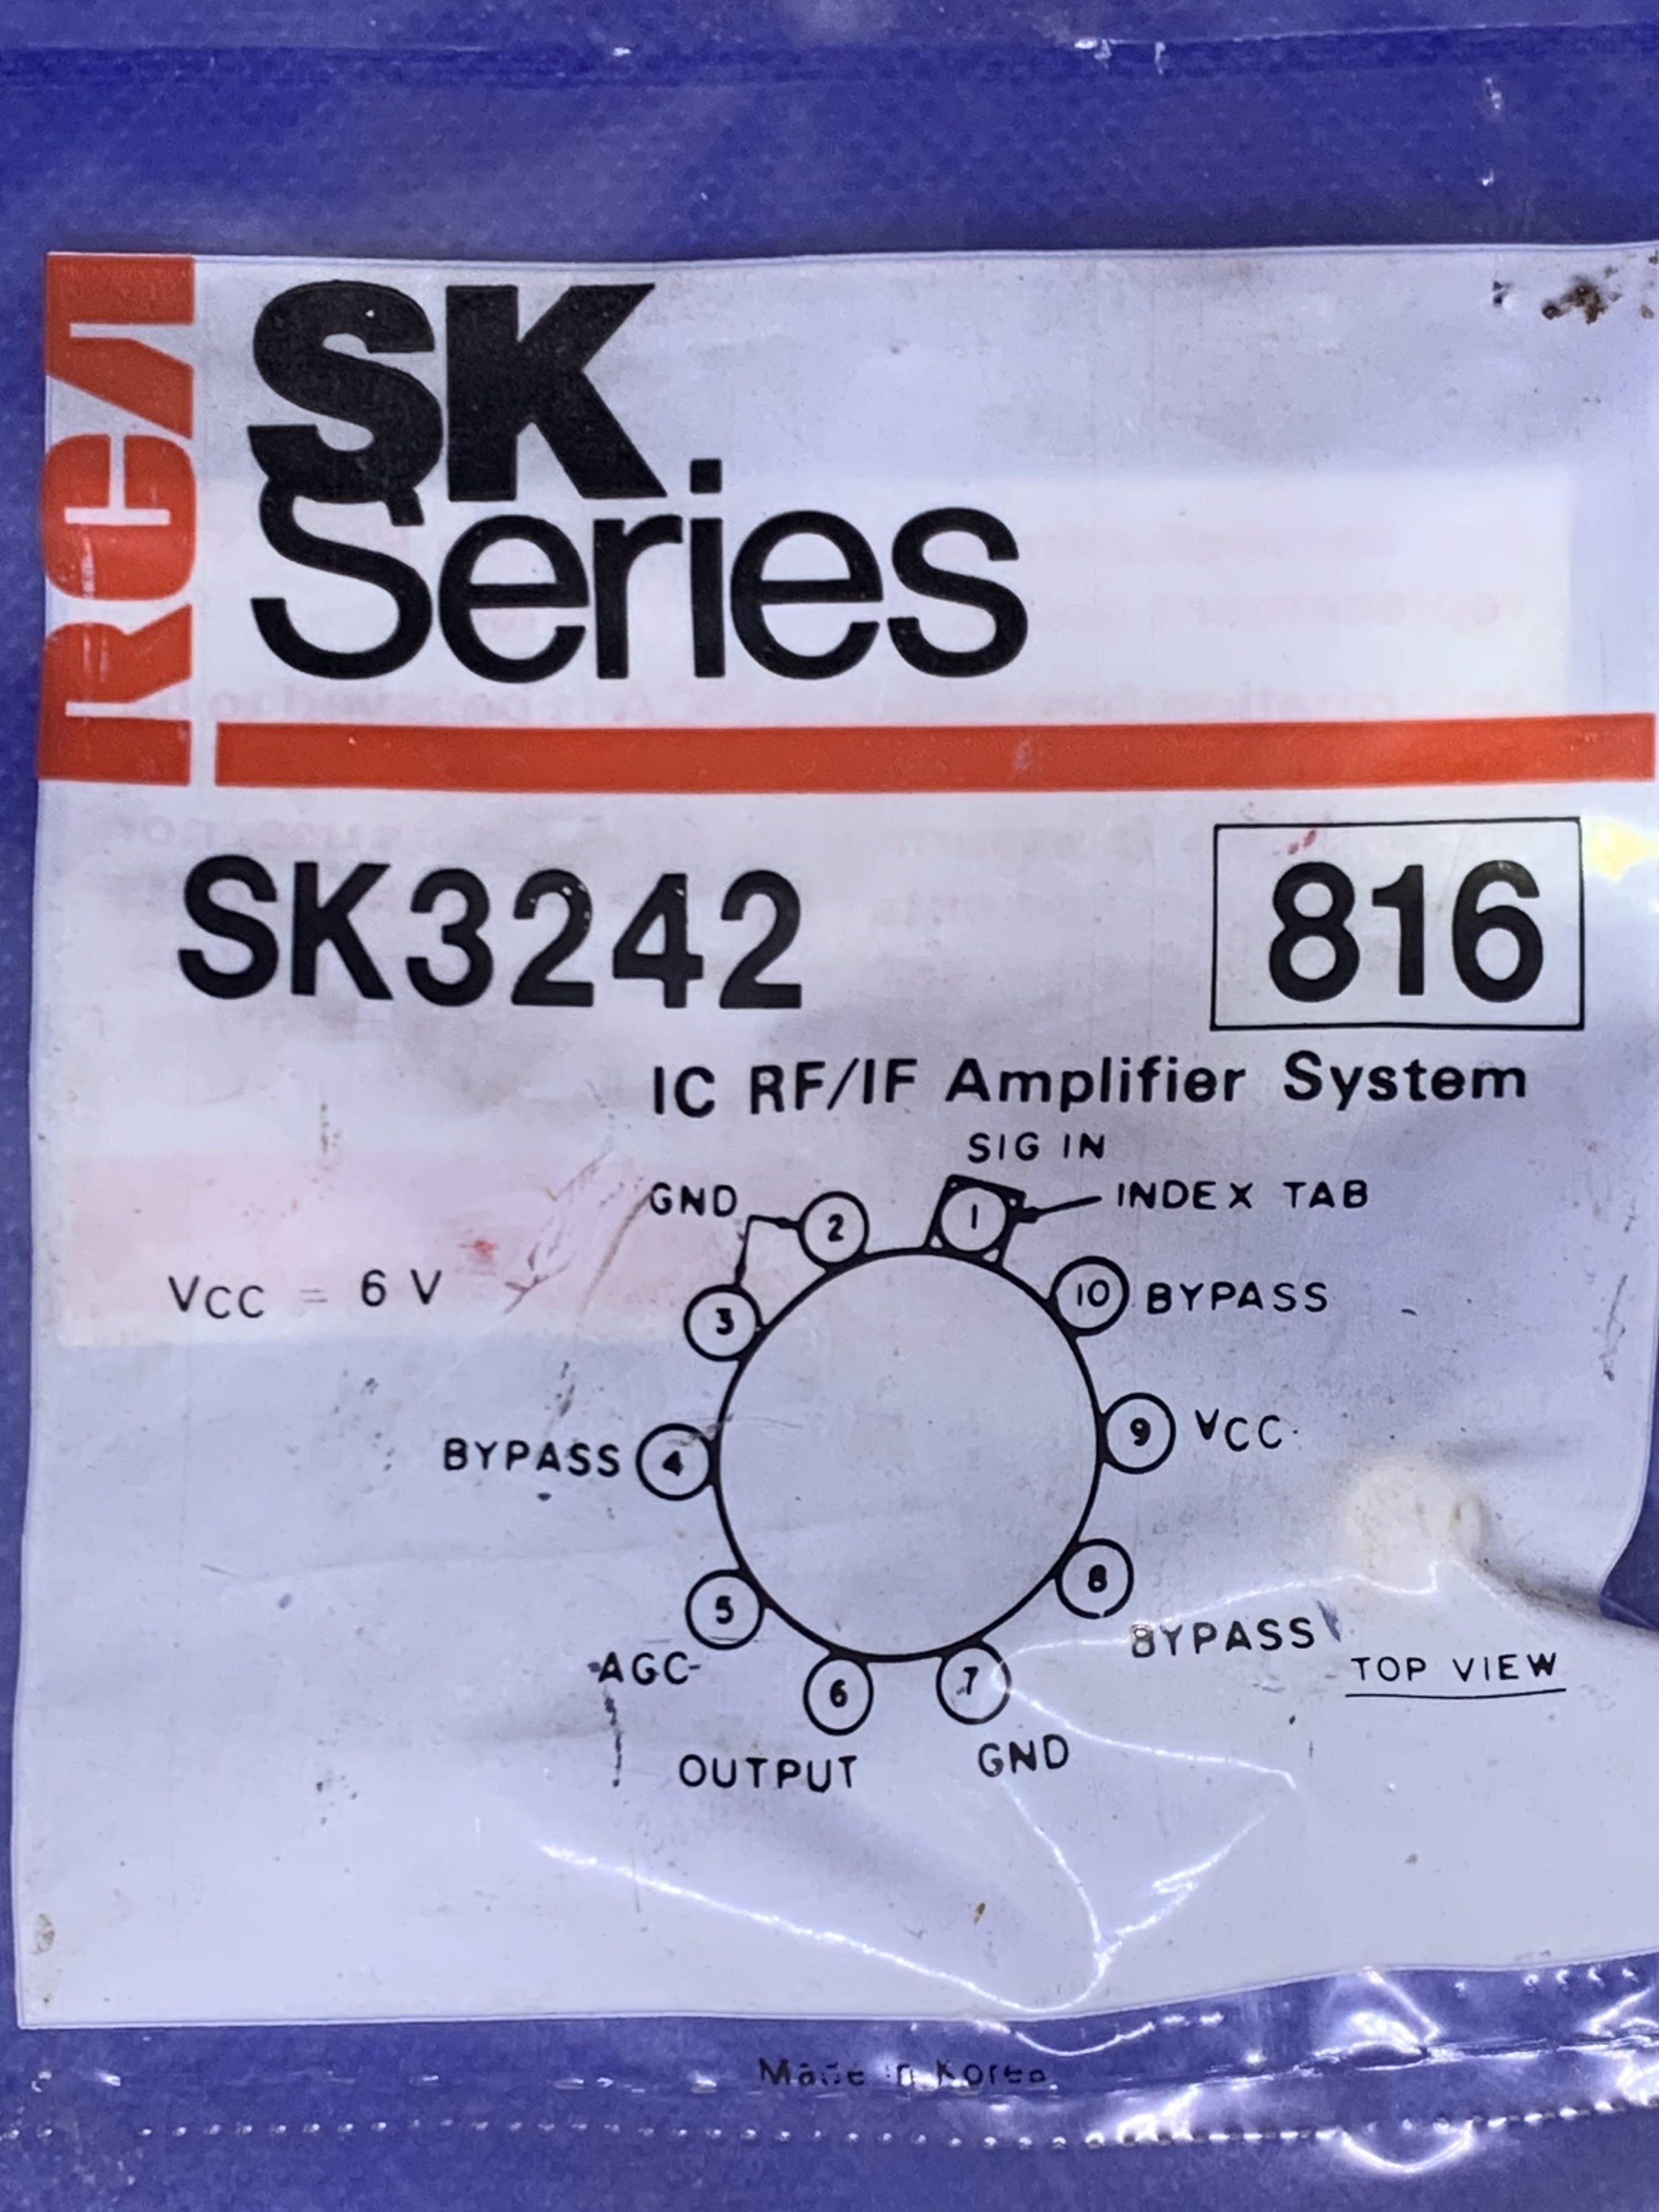 RCA
SK
Series
SK3242
816
IC RF/IF Amplifier System
SIG IN
GND
2
1
INDEX TAB
VCC = 6 V
3
10
BYPASS
BYPASS
4
9
VCC
5
8
AGC
BYPASS
6
7
TOP VIEW
OUTPUT
GND
Made in Korea